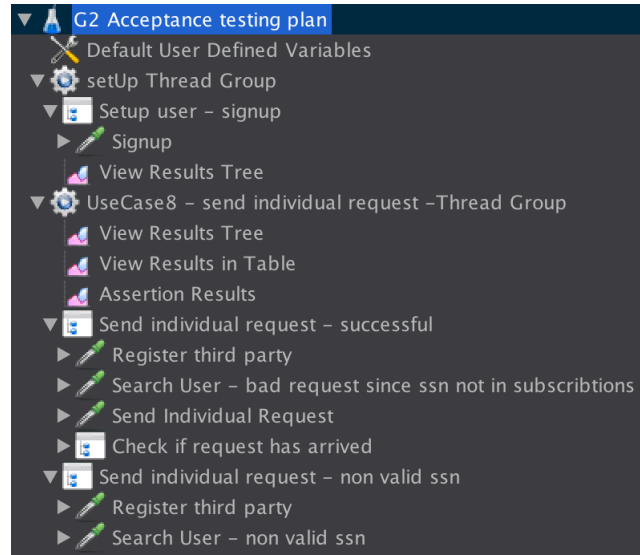 G2 Acceptance testing plan
Default User Defined Variables
setUp Thread Group
Setup user – signup
Signup
View Results Tree
UseCase8 – send individual request –Thread Group
View Results Tree
View Results in Table
Assertion Results
Send individual request – successful
Register third party
Search User – bad request since ssn not in subscribtions
Send Individual Request
Check if request has arrived
Send individual request – non valid ssn
Register third party
Search User – non valid ssn